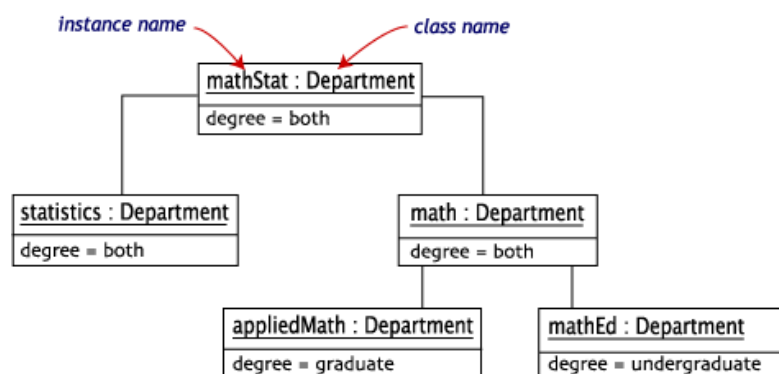 instance name
class name
mathStat : Department
degree = both
statistics : Department
degree = both
math : Department
degree = both
appliedMath : Department
degree = graduate
mathEd : Department
degree = undergraduate